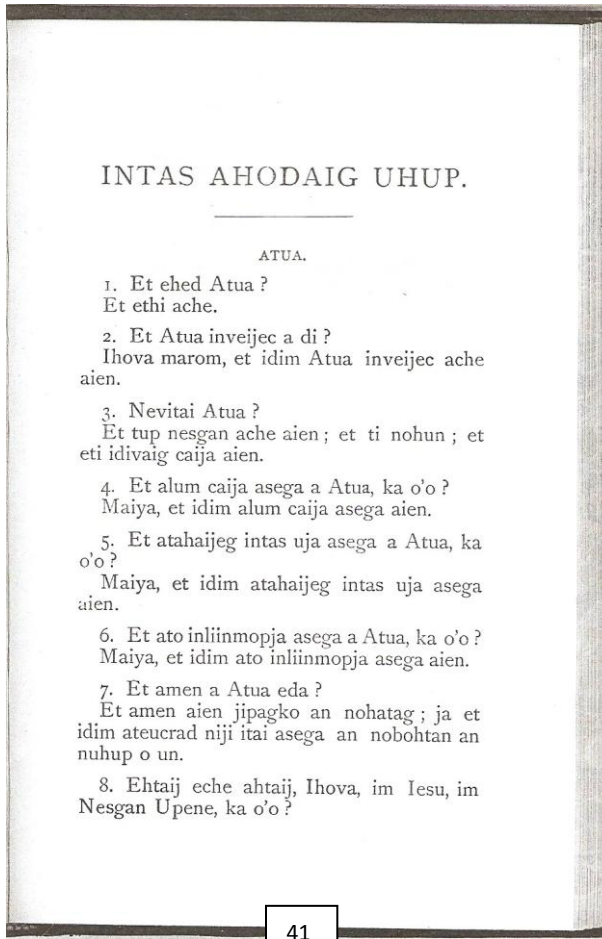 INTAS AHODAIG UHUP.
ATUA.
1. Et ehed Atua ?
Et ethi ache.
2. Et Atua inveijec a di ?
Ihova marom, et idim Atua inveijec ache
aien.
3. Nevitai Atua ?
Et tup nesgan ache aien ; et ti nohun ; et
eti idivaig caija aien.
4. Et alum caija asega a Atua, ka o'o ?
Maiya, et idim alum caija asega aien.
5. Et atahaijeg intas uja asega a Atua, ka
o'o ?
Maiya, et idim atahaijeg intas uja asega
aien.
6. Et ato inliinmopja asega a Atua, ka o'o ?
Maiya, et idim ato inliinmopja asega aien.
7. Et amen a Atua eda ?
Et amen aien jipagko an nohatag ; ja et
idim ateucrad niji itai asega an nobohtan an
nuhup o un.
8. Ehtaij eche ahtaij, Ihova, im Iesu, im
Nesgan Upene, ka o'o ?
41